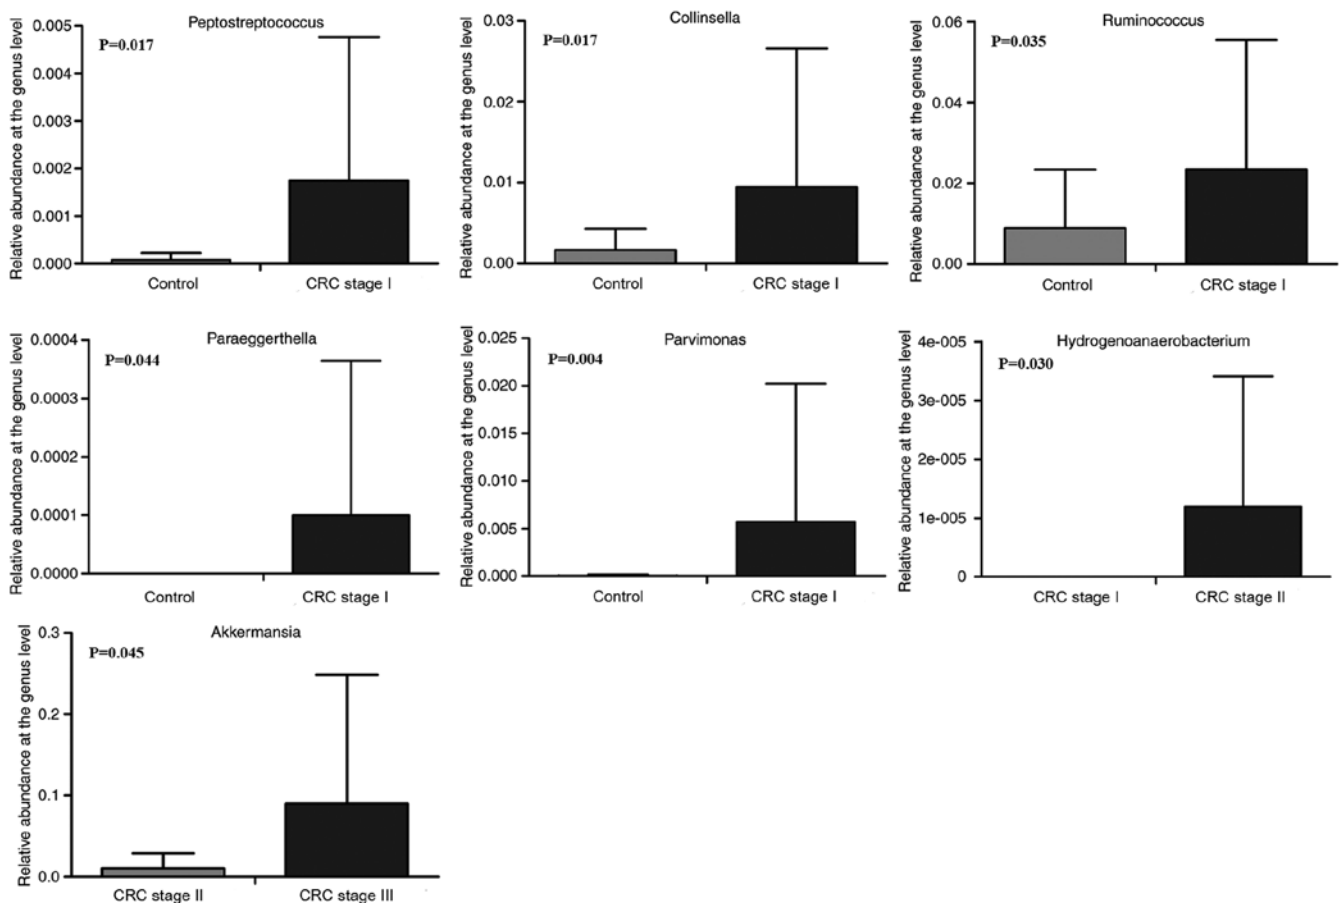 Peptostreptococcus
P=0.017
Relative abundance at the genus level
0.005
0.004
0.003
0.002
0.001
0.000
Control
CRC stage I
Collinsella
P=0.017
Relative abundance at the genus level
0.03
0.02
0.01
0.00
Control
CRC stage I
Ruminococcus
P=0.035
Relative abundance at the genus level
0.06
0.04
0.02
0.00
Control
CRC stage I
Paraeggerthella
P=0.044
Relative abundance at the genus level
0.0004
0.0003
0.0002
0.0001
0.0000
Control
CRC stage I
Parvimonas
P=0.004
Relative abundance at the genus level
0.025
0.020
0.015
0.010
0.005
0.000
Control
CRC stage I
Hydrogenoanaerobacterium
P=0.030
Relative abundance at the genus level
4e-005
3e-005
2e-005
1e-005
0
CRC stage I
CRC stage II
Akkermansia
P=0.045
Relative abundance at the genus level
0.3
0.2
0.1
0.0
CRC stage II
CRC stage III